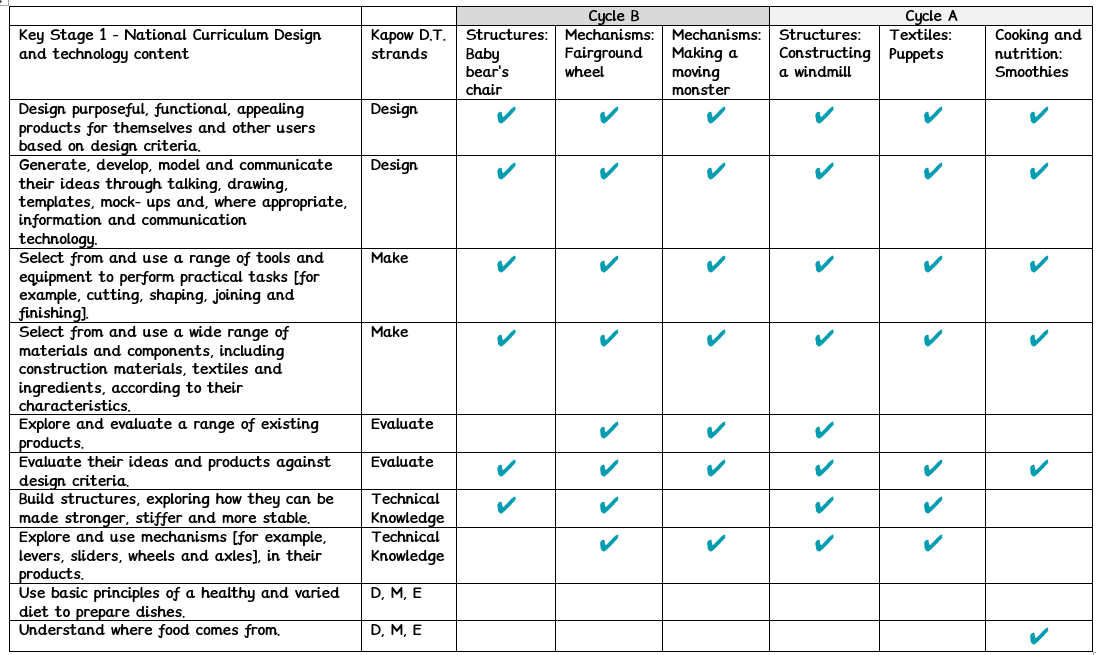 Cycle B Cycle A
Key Stage 1 - National Curriculum Design
and technology content
Kapow D.T.
strands
Structures:
Baby
bear's
chair
Mechanisms:
Fairground
wheel
Mechanisms:
Making a
moving
monster
Structures:
Constructing
a windmill
Textiles:
Puppets
Cooking and
nutrition:
Smoothies
Design purposeful, functional, appealing
products for themselves and other users
based on design criteria.
Design
✔ ✔ ✔ ✔ ✔ ✔
Generate, develop, model and communicate
their ideas through talking, drawing,
templates, mock- ups and, where appropriate,
information and communication
technology.
Design
✔ ✔ ✔ ✔ ✔ ✔
Select from and use a range of tools and
equipment to perform practical tasks [for
example, cutting, shaping, joining and
finishing].
Make
✔ ✔ ✔ ✔ ✔ ✔
Select from and use a wide range of
materials and components, including
construction materials, textiles and
ingredients, according to their
characteristics.
Make
✔ ✔ ✔ ✔ ✔ ✔
Explore and evaluate a range of existing
products.
Evaluate
✔ ✔ ✔
Evaluate their ideas and products against
design criteria.
Evaluate
✔ ✔ ✔ ✔ ✔ ✔
Build structures, exploring how they can be
made stronger, stiffer and more stable.
Technical
Knowledge
✔ ✔ ✔ ✔
Explore and use mechanisms [for example,
levers, sliders, wheels and axles], in their
products.
Technical
Knowledge
✔ ✔ ✔ ✔
Use basic principles of a healthy and varied
diet to prepare dishes.
D, M, E
Understand where food comes from.
D, M, E
✔